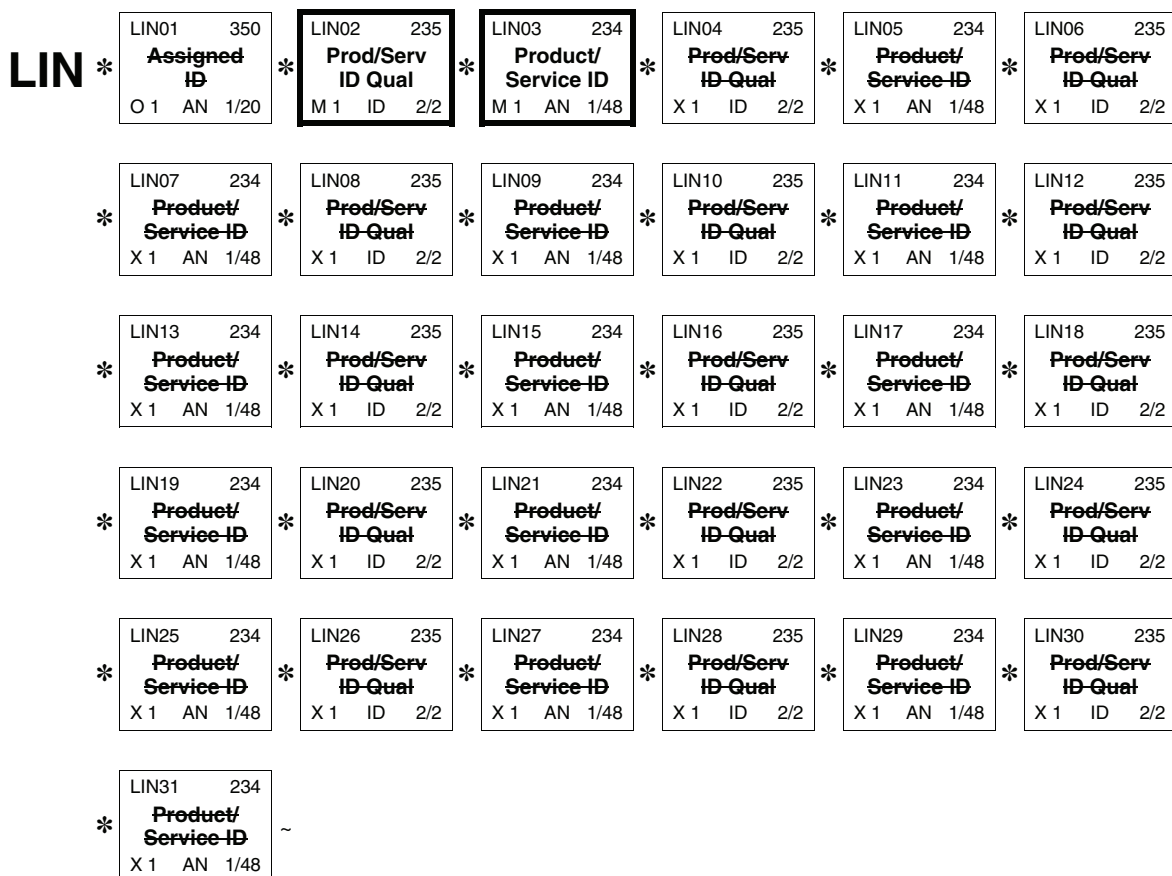 LIN01 350 LIN02 235 LIN03 234 LIN04 235 LIN05 234 LIN06 235
LIN * Assigned * Prod/Serv * Product/ * Prod/Serv * Product/ * Prod/Serv
ID ID Qual Service ID ID Qual Service ID ID Qual
O 1 AN 1/20 M 1 ID 2/2 M 1 AN 1/48 X 1 ID 2/2 X 1 AN 1/48 X 1 ID 2/2
LIN07 234 LIN08 235 LIN09 234 LIN10 235 LIN11 234 LIN12 235
* Product/ * Prod/Serv * Product/ * Prod/Serv * Product/ * Prod/Serv
Service ID ID Qual Service ID ID Qual Service ID ID Qual
X 1 AN 1/48 X 1 ID 2/2 X 1 AN 1/48 X 1 ID 2/2 X 1 AN 1/48 X 1 ID 2/2
LIN13 234 LIN14 235 LIN15 234 LIN16 235 LIN17 234 LIN18 235
* Product/ * Prod/Serv * Product/ * Prod/Serv * Product/ * Prod/Serv
Service ID ID Qual Service ID ID Qual Service ID ID Qual
X 1 AN 1/48 X 1 ID 2/2 X 1 AN 1/48 X 1 ID 2/2 X 1 AN 1/48 X 1 ID 2/2
LIN19 234 LIN20 235 LIN21 234 LIN22 235 LIN23 234 LIN24 235
* Product/ * Prod/Serv * Product/ * Prod/Serv * Product/ * Prod/Serv
Service ID ID Qual Service ID ID Qual Service ID ID Qual
X 1 AN 1/48 X 1 ID 2/2 X 1 AN 1/48 X 1 ID 2/2 X 1 AN 1/48 X 1 ID 2/2
LIN25 234 LIN26 235 LIN27 234 LIN28 235 LIN29 234 LIN30 235
* Product/ * Prod/Serv * Product/ * Prod/Serv * Product/ * Prod/Serv
Service ID ID Qual Service ID ID Qual Service ID ID Qual
X 1 AN 1/48 X 1 ID 2/2 X 1 AN 1/48 X 1 ID 2/2 X 1 AN 1/48 X 1 ID 2/2
LIN31 234
* Product/ ~
Service ID
X 1 AN 1/48